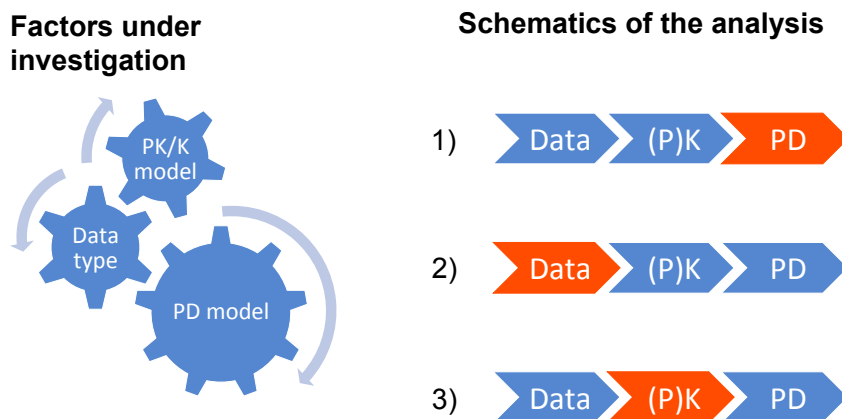 Factors under
investigation
PK/K
model
Data
type
PD model
Schematics of the analysis
1) Data (P)K PD
2) Data (P)K PD
3) Data (P)K PD